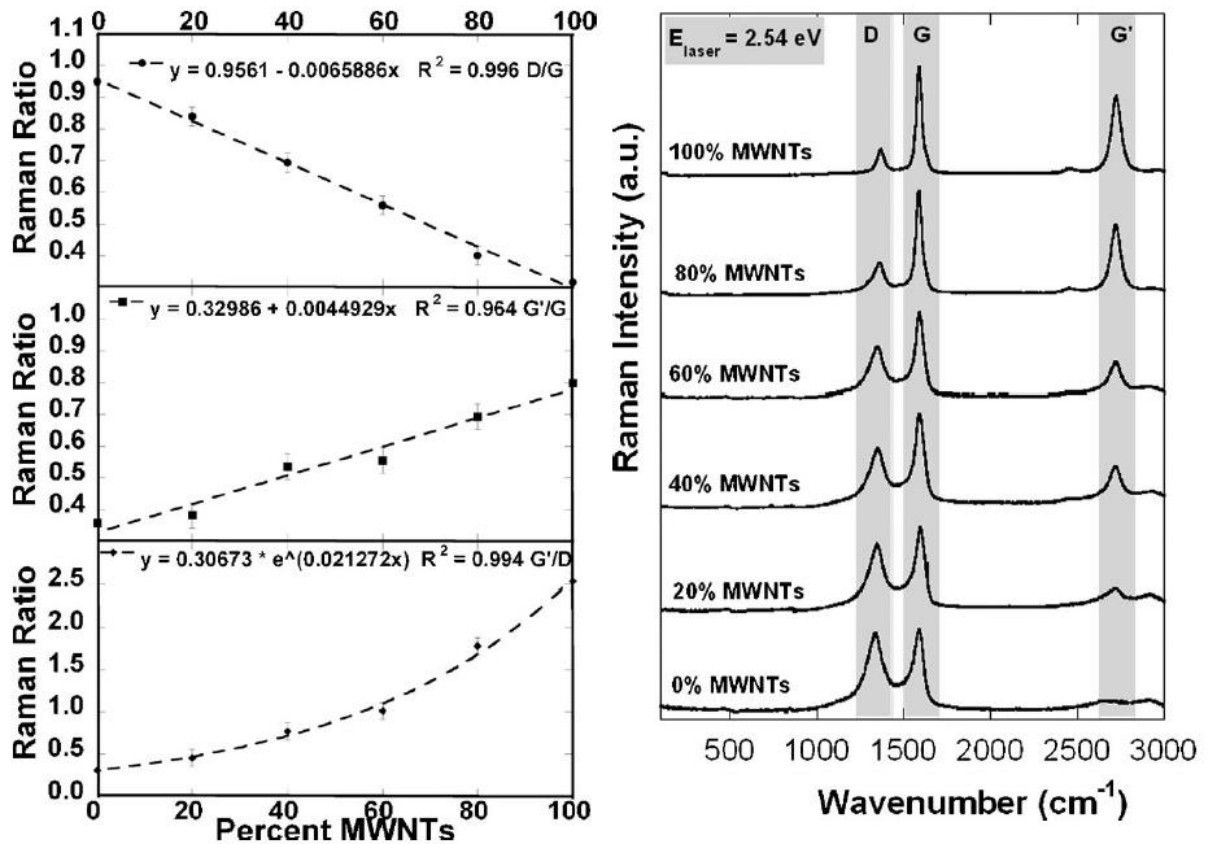 0 20 40 60 80 100
1.1
1.0
0.9
0.8
0.7
0.6
0.5
0.4
Raman Ratio
y = 0.9561 - 0.0065886x R² = 0.996 D/G
1.0
0.9
0.8
0.7
0.6
0.5
0.4
Raman Ratio
y = 0.32986 + 0.0044929x R² = 0.964 G'/G
2.5
2.0
1.5
1.0
0.5
0.0
Raman Ratio
y = 0.30673 * e^(0.021272x) R² = 0.994 G'/D
0 20 40 60 80 100
Percent MWNTs
E_laser = 2.54 eV
D G G'
Raman Intensity (a.u.)
100% MWNTs
80% MWNTs
60% MWNTs
40% MWNTs
20% MWNTs
0% MWNTs
500 1000 1500 2000 2500 3000
Wavenumber (cm⁻¹)